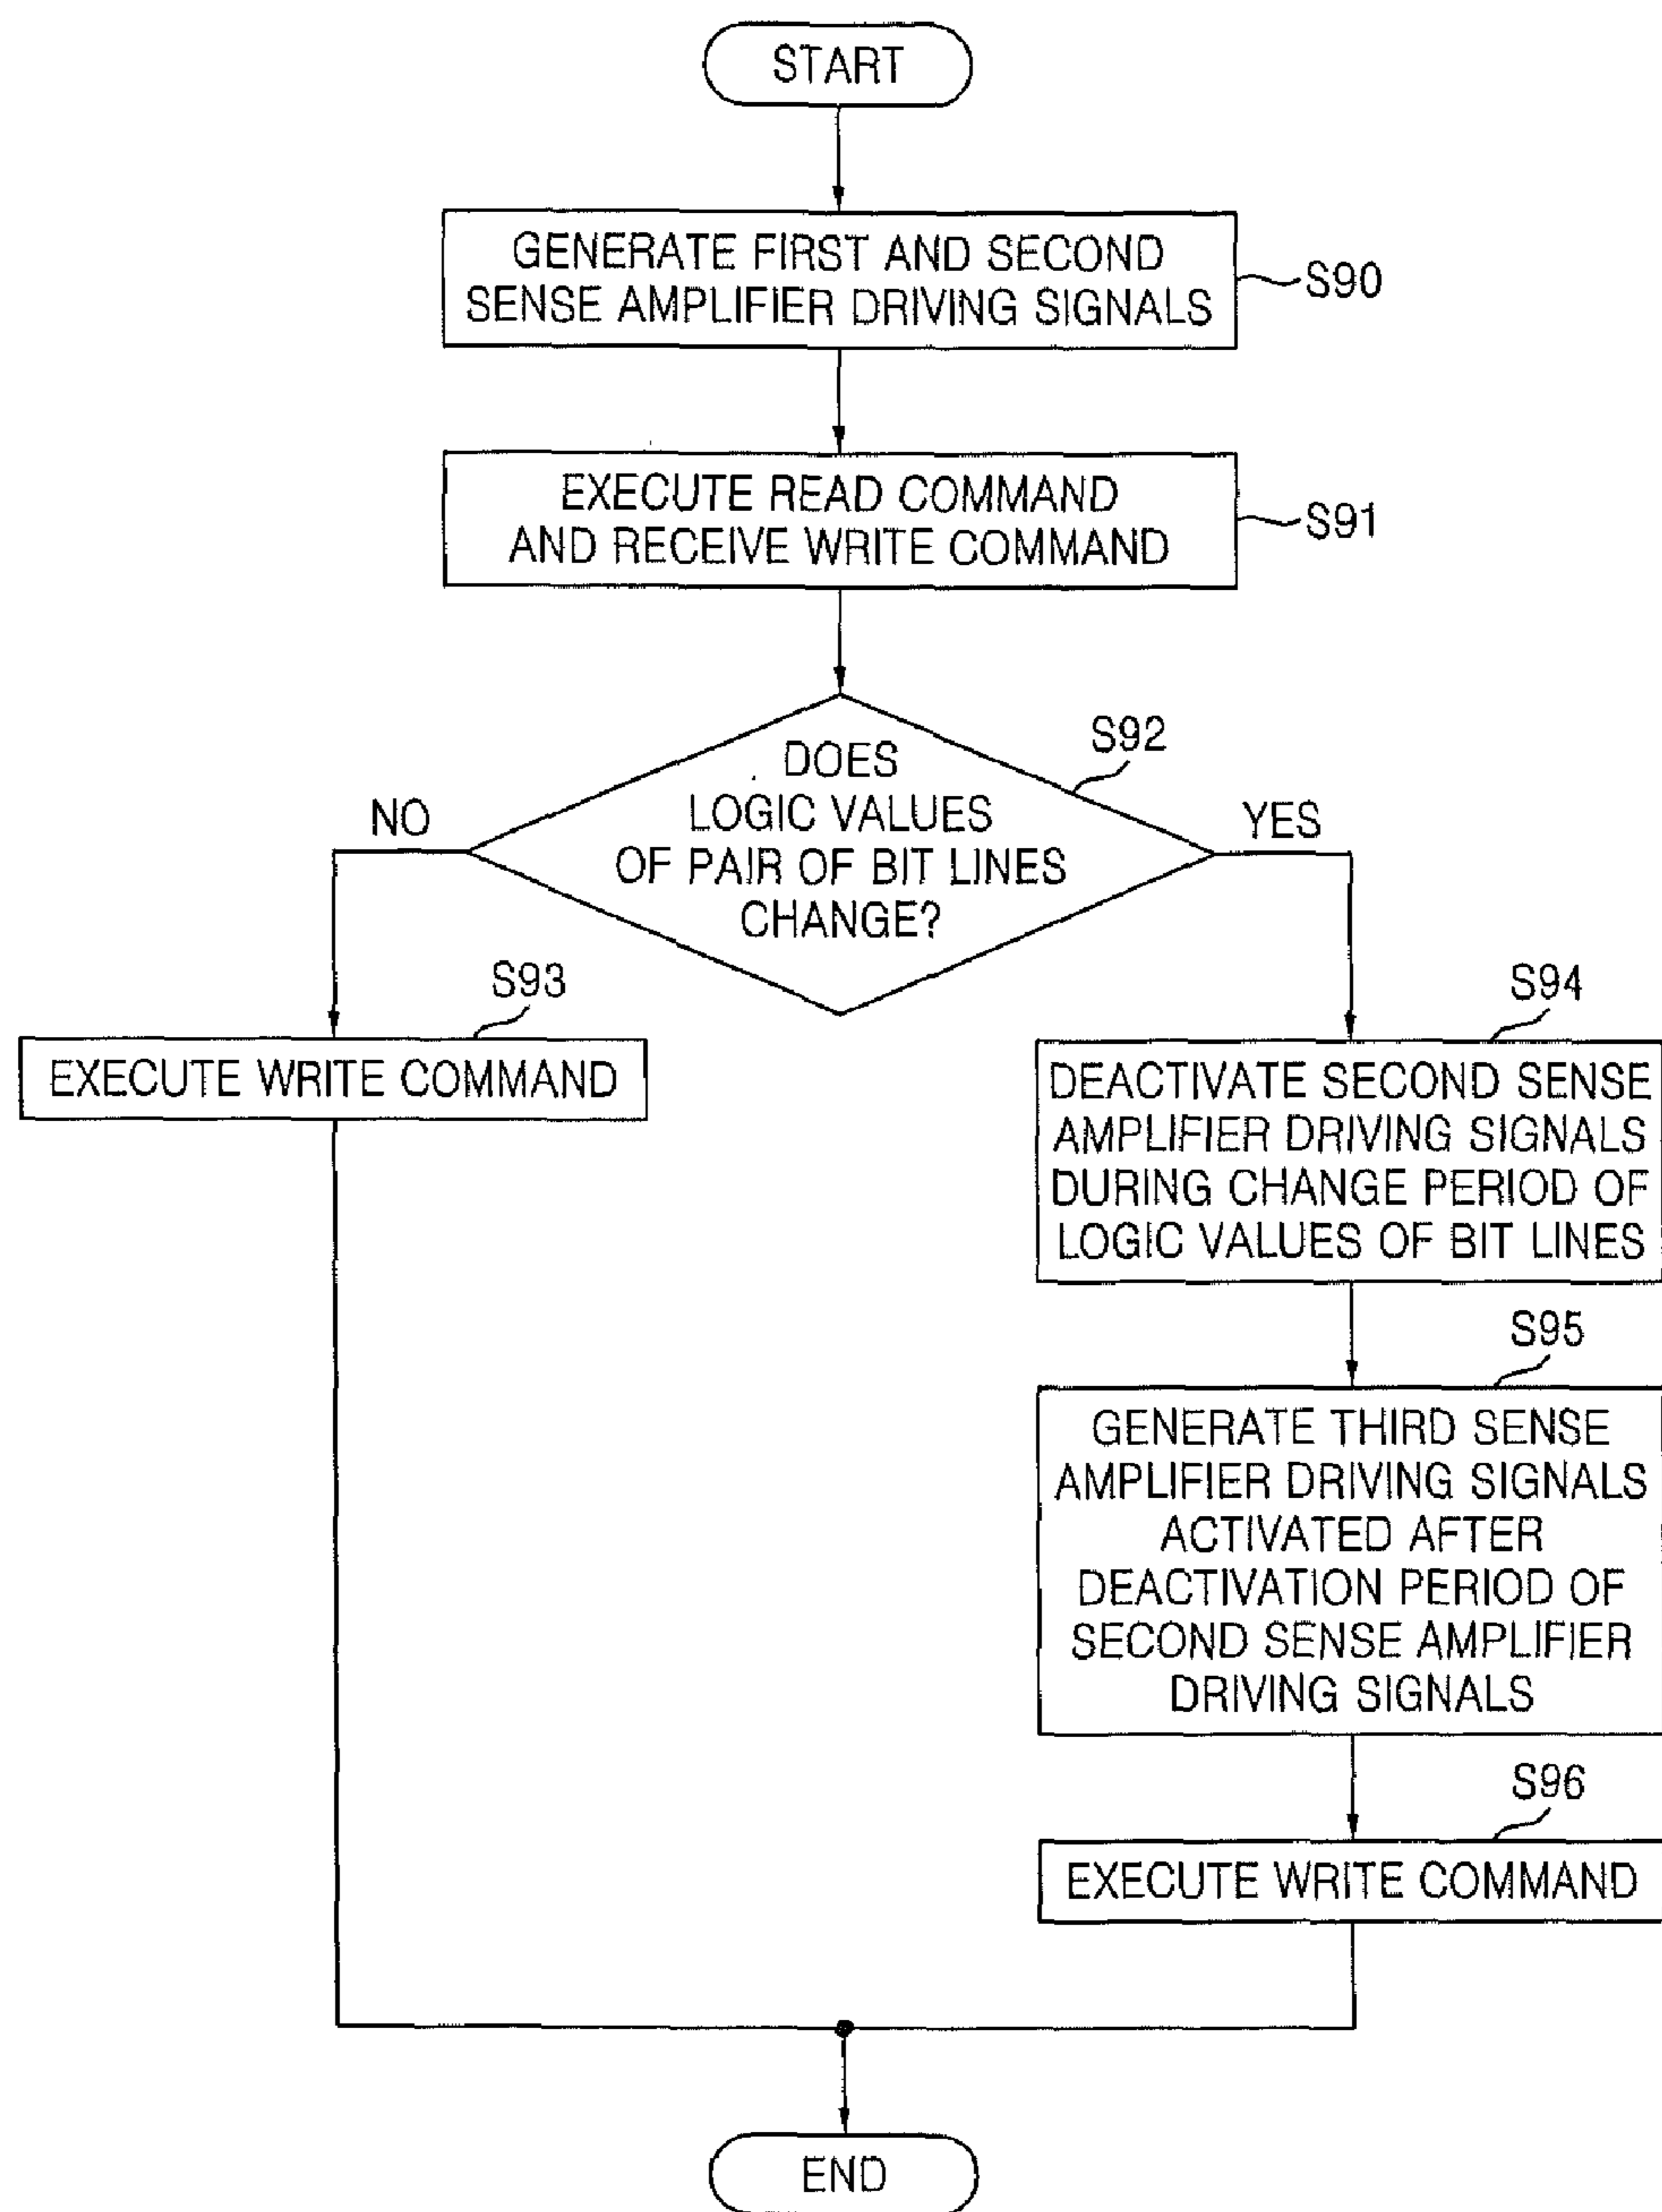 START
GENERATE FIRST AND SECOND
SENSE AMPLIFIER DRIVING SIGNALS
S90
EXECUTE READ COMMAND
AND RECEIVE WRITE COMMAND
S91
S92
DOES
LOGIC VALUES
OF PAIR OF BIT LINES
CHANGE?
NO
YES
S93
EXECUTE WRITE COMMAND
S94
DEACTIVATE SECOND SENSE
AMPLIFIER DRIVING SIGNALS
DURING CHANGE PERIOD OF
LOGIC VALUES OF BIT LINES
S95
GENERATE THIRD SENSE
AMPLIFIER DRIVING SIGNALS
ACTIVATED AFTER
DEACTIVATION PERIOD OF
SECOND SENSE AMPLIFIER
DRIVING SIGNALS
S96
EXECUTE WRITE COMMAND
END